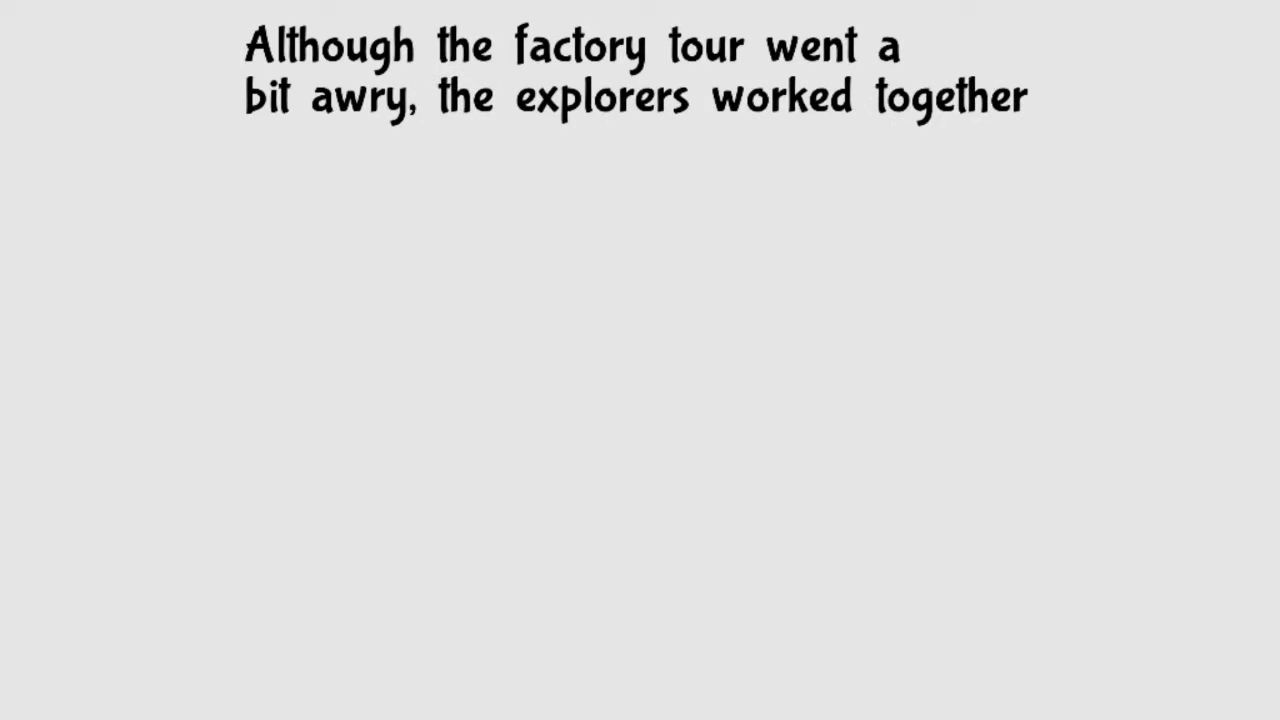 Although the factory tour went a
bit awry, the explorers worked together